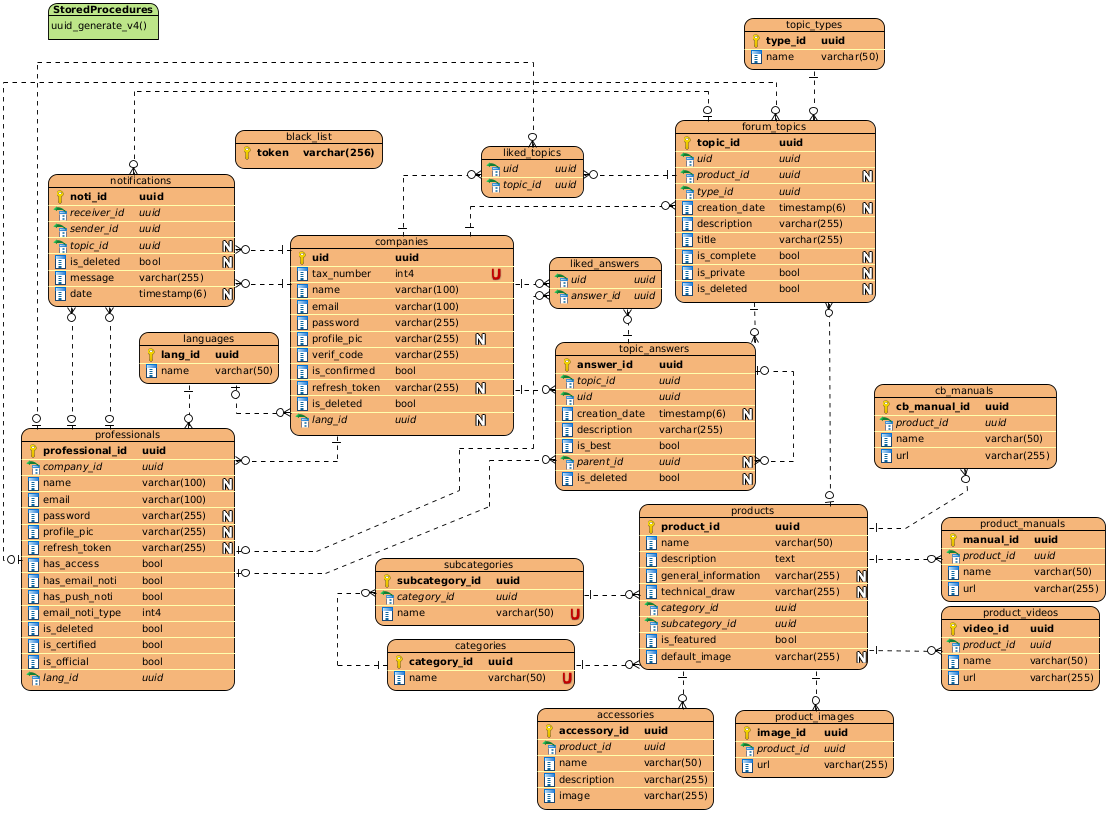 StoredProcedures
uuid_generate_v4()
topic_types
type_id uuid
name varchar(50)
black_list
token varchar(256)
liked_topics
uid uuid
topic_id uuid
forum_topics
topic_id uuid
uid uuid
product_id uuid N
type_id uuid
creation_date timestamp(6) N
description varchar(255)
title varchar(255)
is_complete bool N
is_private bool N
is_deleted bool N
notifications
noti_id uuid
receiver_id uuid
sender_id uuid
topic_id uuid N
is_deleted bool N
message varchar(255)
date timestamp(6) N
companies
uid uuid
tax_number int4 U
name varchar(100)
email varchar(100)
password varchar(255)
profile_pic varchar(255) N
verif_code varchar(255)
is_confirmed bool
refresh_token varchar(255) N
is_deleted bool
lang_id uuid N
liked_answers
uid uuid
answer_id uuid
languages
lang_id uuid
name varchar(50)
topic_answers
answer_id uuid
topic_id uuid
uid uuid
creation_date timestamp(6) N
description varchar(255)
is_best bool
parent_id uuid N
is_deleted bool N
cb_manuals
cb_manual_id uuid
product_id uuid
name varchar(50)
url varchar(255)
professionals
professional_id uuid
company_id uuid
name varchar(100) N
email varchar(100)
password varchar(255) N
profile_pic varchar(255) N
refresh_token varchar(255) N
has_access bool
has_email_noti bool
has_push_noti bool
email_noti_type int4
is_deleted bool
is_certified bool
is_official bool
lang_id uuid
products
product_id uuid
name varchar(50)
description text
general_information varchar(255) N
technical_draw varchar(255) N
category_id uuid
subcategory_id uuid
is_featured bool
default_image varchar(255) N
product_manuals
manual_id uuid
product_id uuid
name varchar(50)
url varchar(255)
subcategories
subcategory_id uuid
category_id uuid
name varchar(50) U
product_videos
video_id uuid
product_id uuid
name varchar(50)
url varchar(255)
categories
category_id uuid
name varchar(50) U
accessories
accessory_id uuid
product_id uuid
name varchar(50)
description varchar(255)
image varchar(255)
product_images
image_id uuid
product_id uuid
url varchar(255)